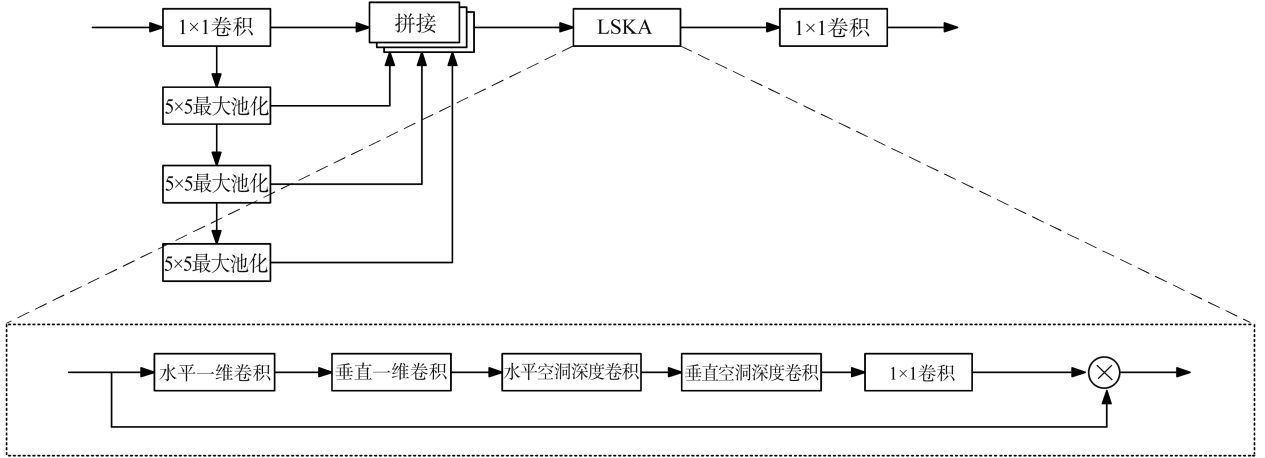 1×1卷积
拼接
LSKA
1×1卷积
5×5最大池化
5×5最大池化
5×5最大池化
水平一维卷积
垂直一维卷积
水平空洞深度卷积
垂直空洞深度卷积
1×1卷积